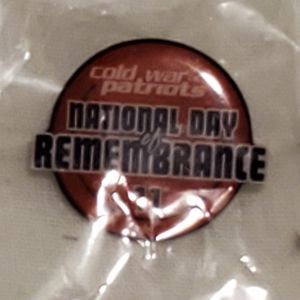 cold war
patriots
NATIONAL DAY
of
REMEMBRANCE